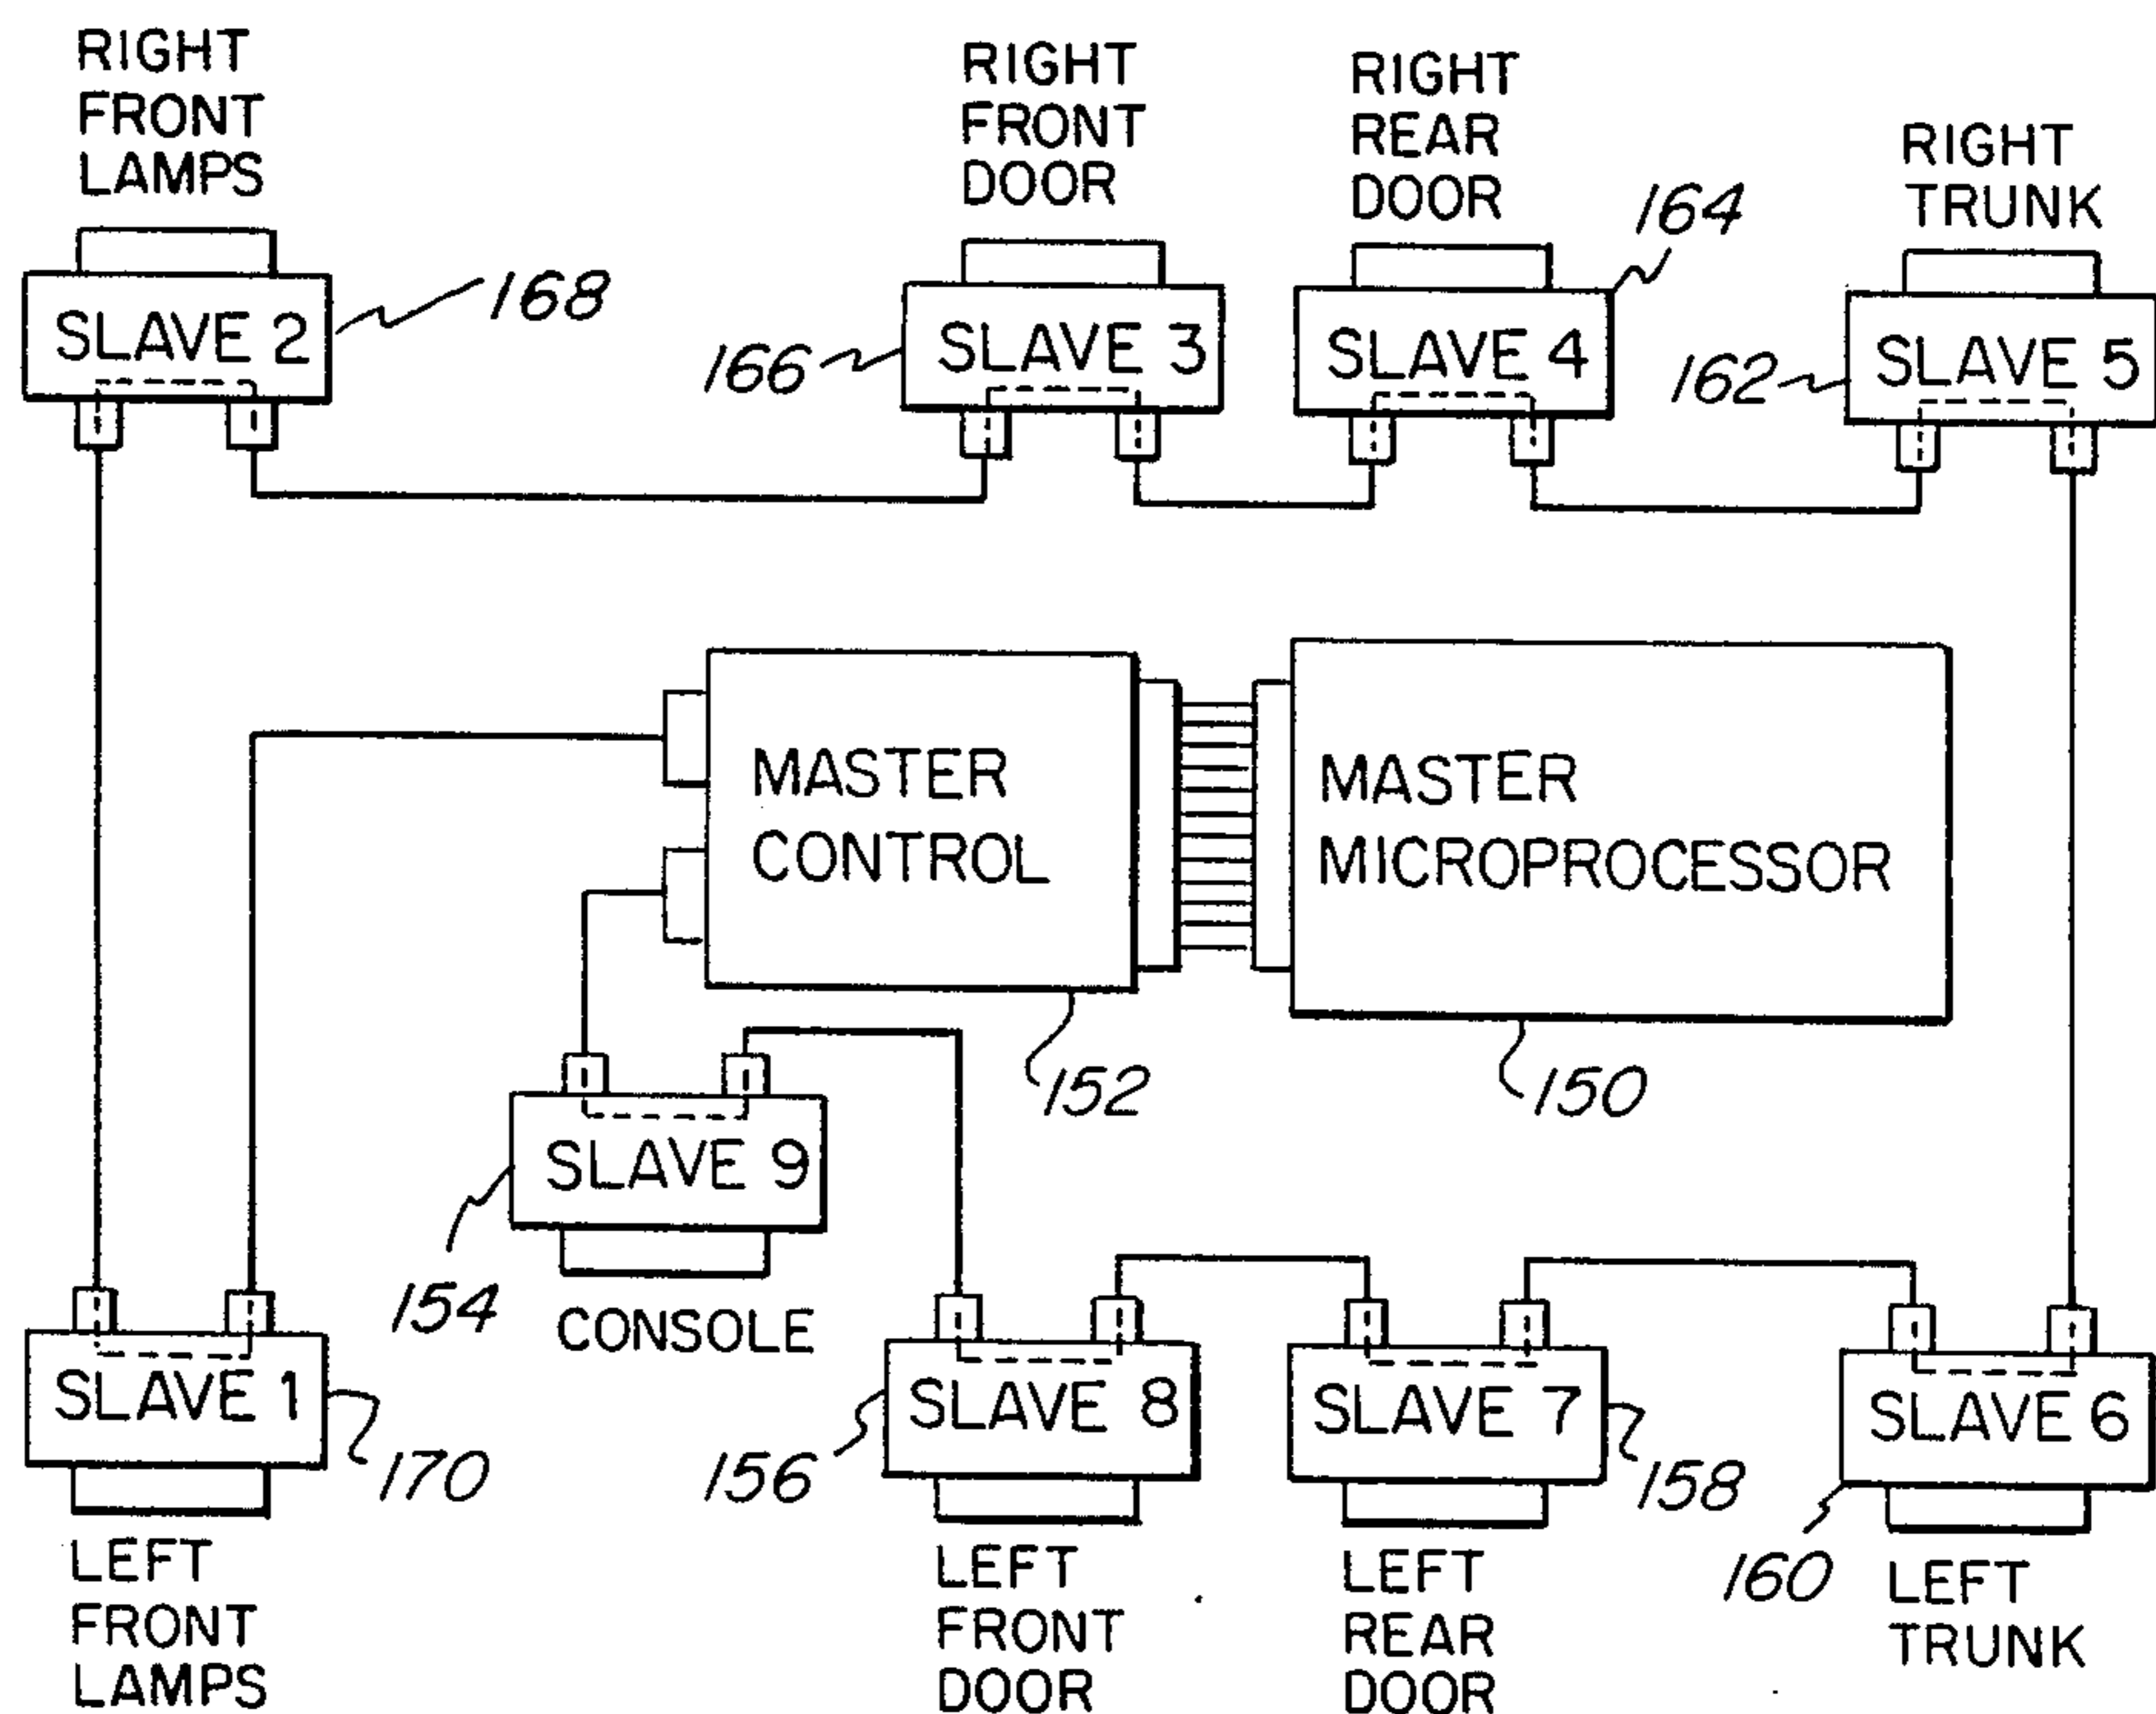 RIGHT
FRONT
LAMPS
RIGHT
FRONT
DOOR
RIGHT
REAR
DOOR
RIGHT
TRUNK
164
168
SLAVE 2
166
SLAVE 3
SLAVE 4
162
SLAVE 5
MASTER
CONTROL
MASTER
MICROPROCESSOR
152
150
SLAVE 9
154
CONSOLE
SLAVE 1
170
156
SLAVE 8
SLAVE 7
158
SLAVE 6
160
LEFT
FRONT
LAMPS
LEFT
FRONT
DOOR
LEFT
REAR
DOOR
LEFT
TRUNK